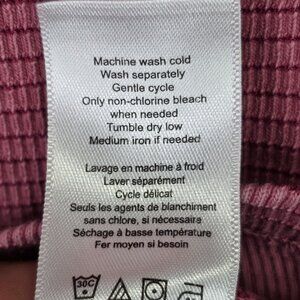 Machine wash cold
Wash separately
Gentle cycle
Only non-chlorine bleach
when needed
Tumble dry low
Medium iron if needed
Lavage en machine à froid
Laver séparément
Cycle délicat
Seuls les agents de blanchiment
sans chlore, si nécessaire
Séchage à basse température
Fer moyen si besoin
30C